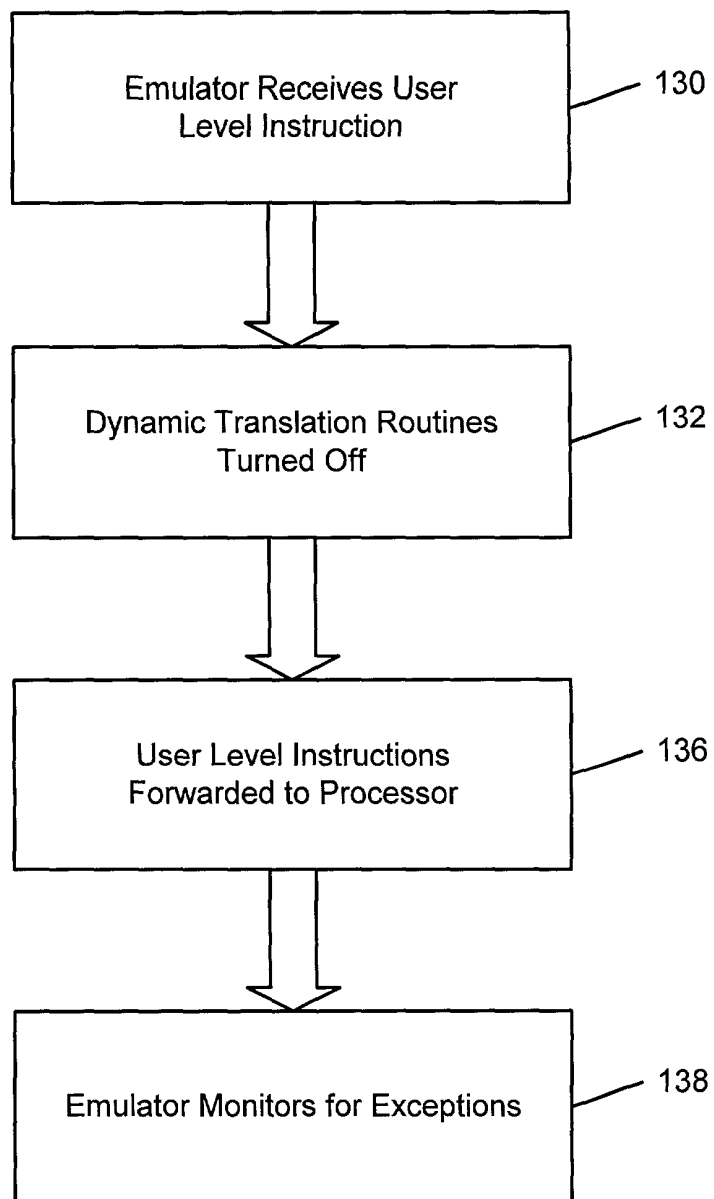 Emulator Receives User
Level Instruction
130
Dynamic Translation Routines
Turned Off
132
User Level Instructions
Forwarded to Processor
136
Emulator Monitors for Exceptions
138